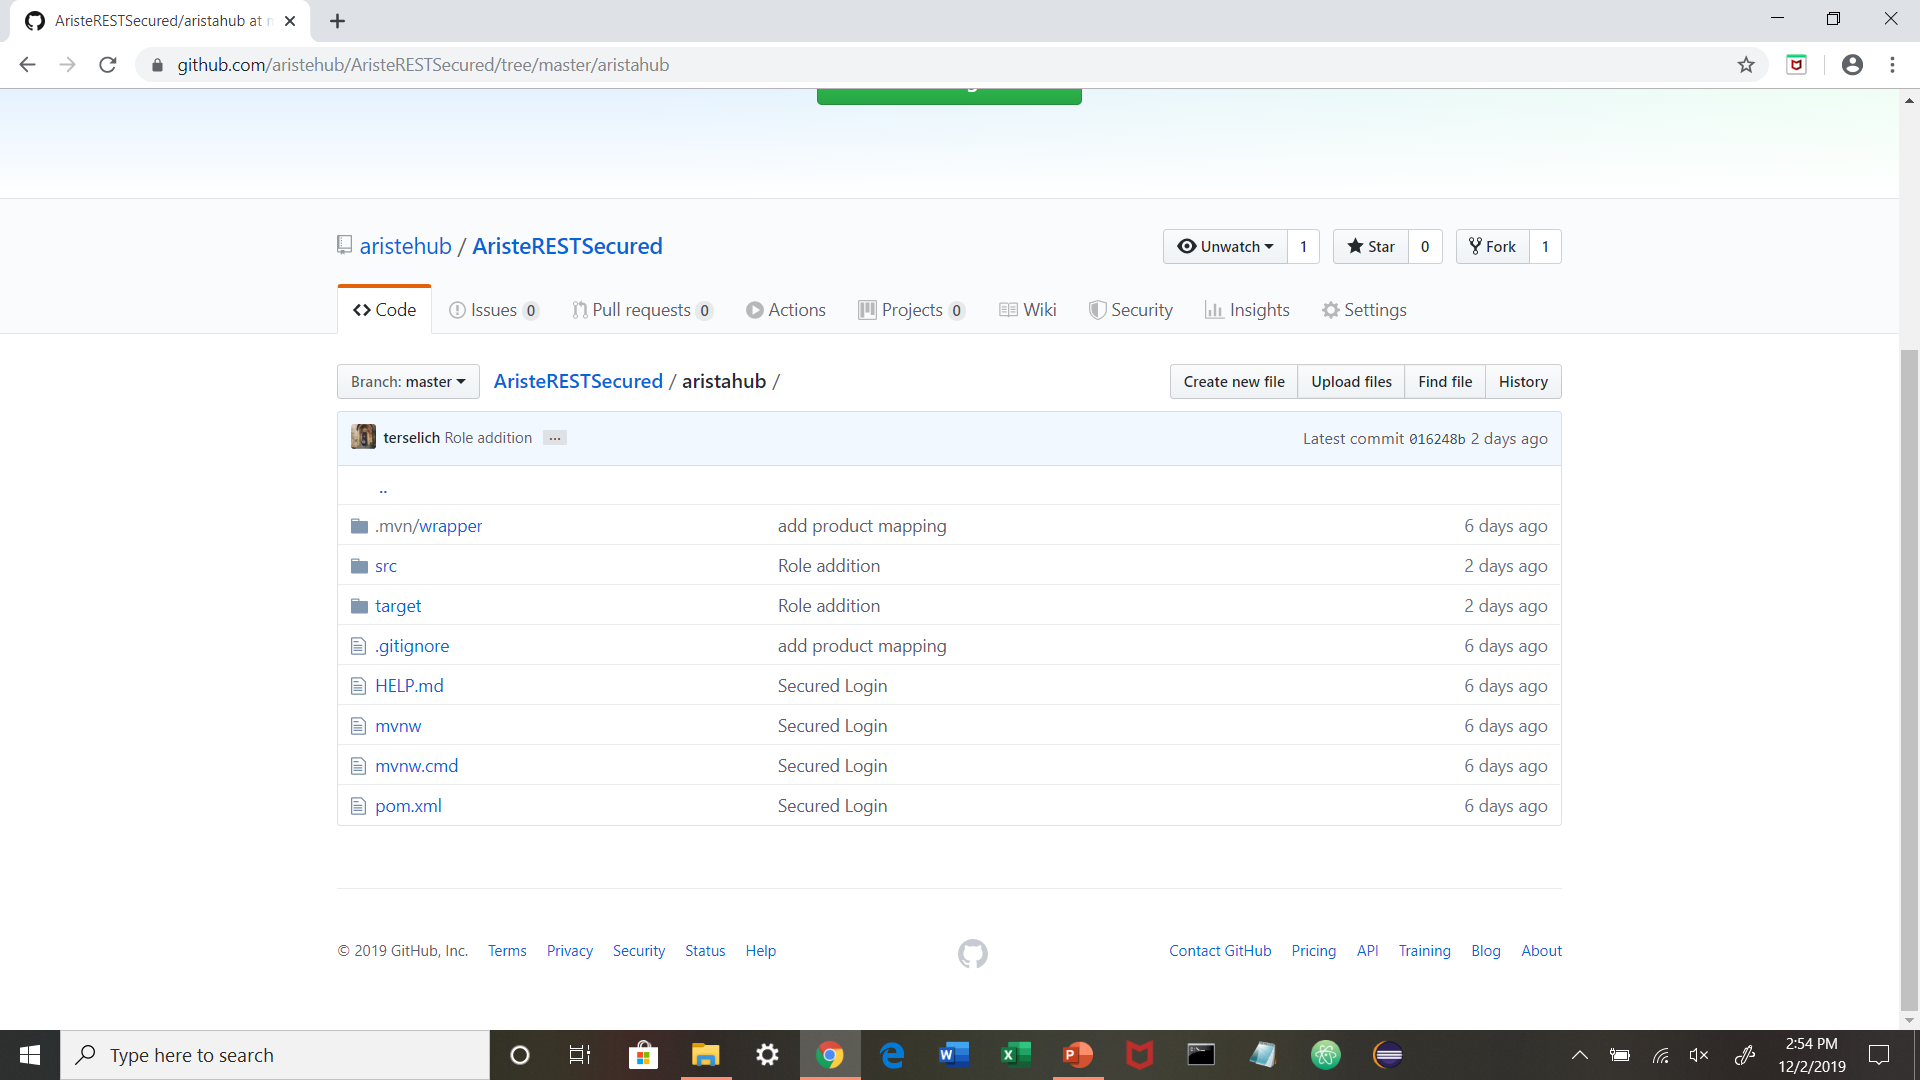 AristeRESTSecured/aristahub at
github.com/aristehub/AristeRESTSecured/tree/master/aristahub
aristehub / AristeRESTSecured
Unwatch 1 Star 0 Fork 1
Code Issues 0 Pull requests 0 Actions Projects 0 Wiki Security Insights Settings
Branch: master AristeRESTSecured / aristahub /
Create new file Upload files Find file History
terselich Role addition ... Latest commit 016248b 2 days ago
..
.mvn/wrapper add product mapping 6 days ago
src Role addition 2 days ago
target Role addition 2 days ago
.gitignore add product mapping 6 days ago
HELP.md Secured Login 6 days ago
mvnw Secured Login 6 days ago
mvnw.cmd Secured Login 6 days ago
pom.xml Secured Login 6 days ago
© 2019 GitHub, Inc. Terms Privacy Security Status Help Contact GitHub Pricing API Training Blog About
Type here to search
2:54 PM
12/2/2019